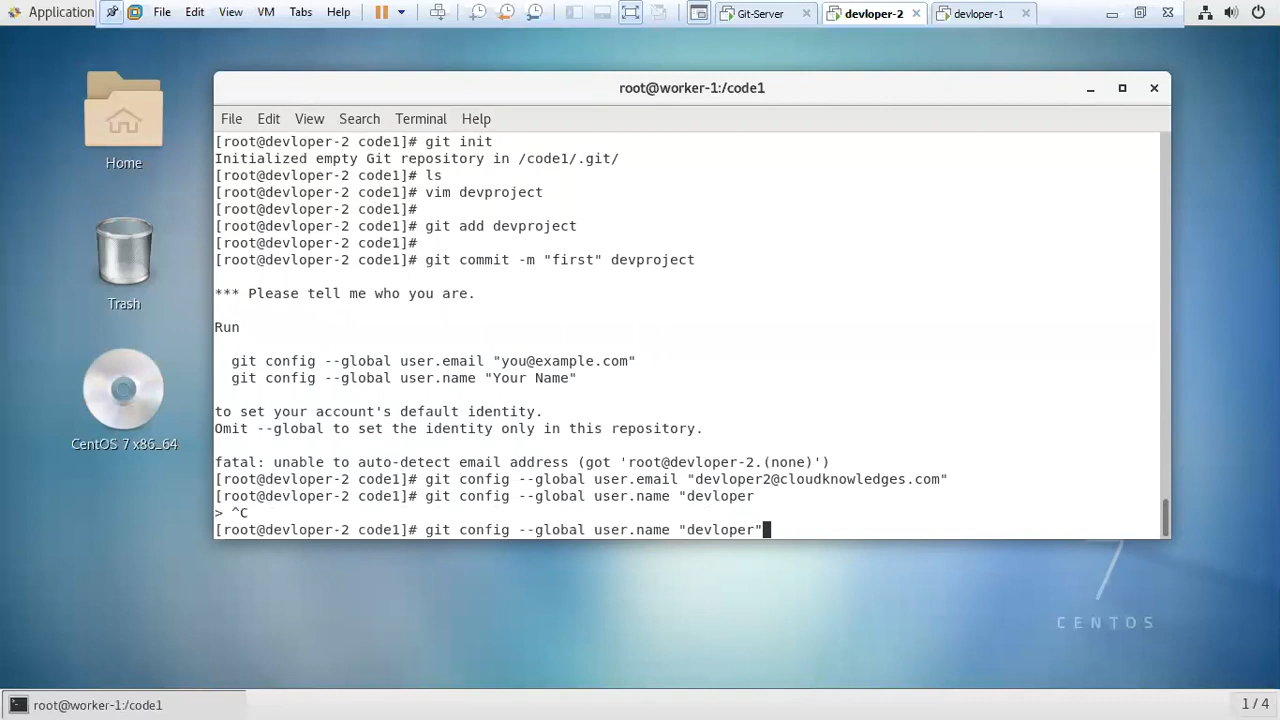 Application File Edit View VM Tabs Help Git-Server devloper-2 devloper-1
root@worker-1:/code1
File Edit View Search Terminal Help
[root@devloper-2 code1]# git init
Initialized empty Git repository in /code1/.git/
[root@devloper-2 code1]# ls
[root@devloper-2 code1]# vim devproject
[root@devloper-2 code1]#
[root@devloper-2 code1]# git add devproject
[root@devloper-2 code1]#
[root@devloper-2 code1]# git commit -m "first" devproject
*** Please tell me who you are.
Run
git config --global user.email "you@example.com"
git config --global user.name "Your Name"
to set your account's default identity.
Omit --global to set the identity only in this repository.
fatal: unable to auto-detect email address (got 'root@devloper-2.(none)')
[root@devloper-2 code1]# git config --global user.email "devloper2@cloudknowledges.com"
[root@devloper-2 code1]# git config --global user.name "devloper
> ^C
[root@devloper-2 code1]# git config --global user.name "devloper"
Home
Trash
CentOS 7 x86_64
7
CENTOS
root@worker-1:/code1
1 / 4